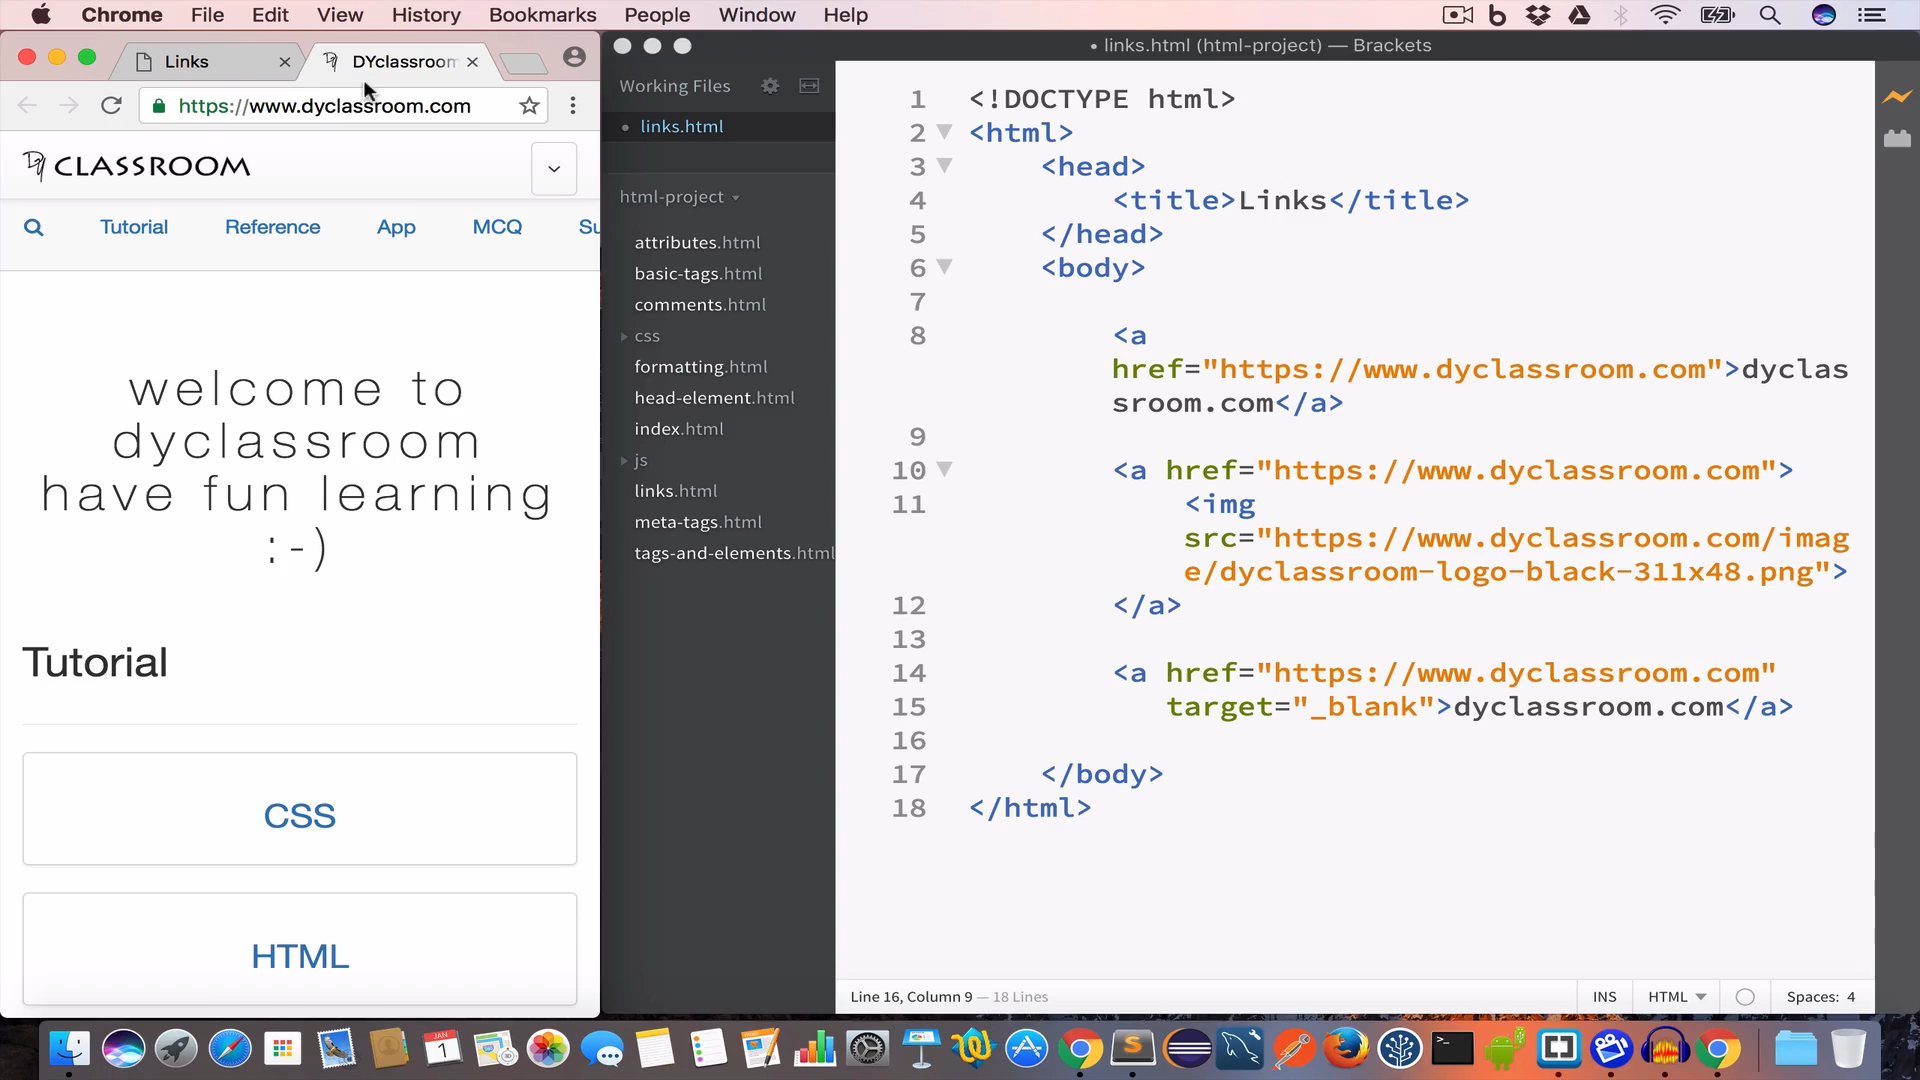 Chrome File Edit View History Bookmarks People Window Help
Links
DYclassroom
https://www.dyclassroom.com
CLASSROOM
Tutorial Reference App MCQ Su
welcome to
dyclassroom
have fun learning
:-)
Tutorial
CSS
HTML
• links.html (html-project) — Brackets
Working Files
links.html
html-project
attributes.html
basic-tags.html
comments.html
css
formatting.html
head-element.html
index.html
js
links.html
meta-tags.html
tags-and-elements.html
1 <!DOCTYPE html>
2 <html>
3 <head>
4 <title>Links</title>
5 </head>
6 <body>
7
8 <a
href="https://www.dyclassroom.com">dyclas
sroom.com</a>
9
10 <a href="https://www.dyclassroom.com">
11 <img
src="https://www.dyclassroom.com/imag
e/dyclassroom-logo-black-311x48.png">
12 </a>
13
14 <a href="https://www.dyclassroom.com"
15 target="_blank">dyclassroom.com</a>
16
17 </body>
18 </html>
Line 16, Column 9 — 18 Lines
INS HTML Spaces: 4